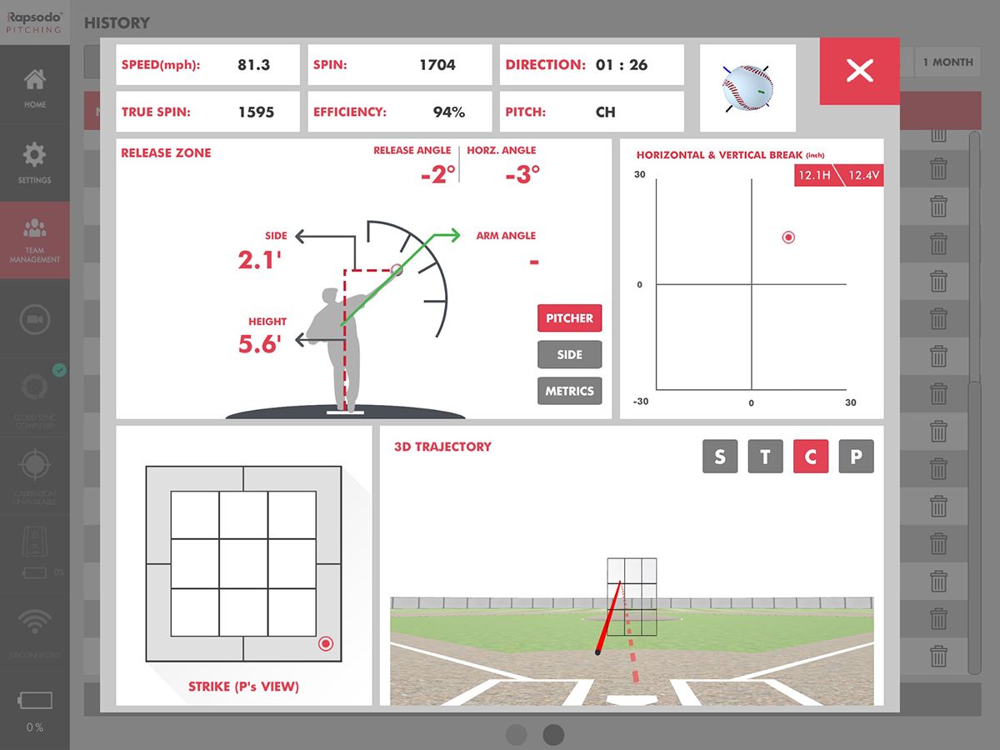 Rapsodo®
PITCHING
HISTORY
1 MONTH
HOME
SETTINGS
TEAM
MANAGEMENT
CLOUD SYNC
COMPLETED
CALIBRATION
UNAVAILABLE
0%
DISCONNECTED
0%
SPEED(mph): 81.3
SPIN: 1704
DIRECTION: 01 : 26
TRUE SPIN: 1595
EFFICIENCY: 94%
PITCH: CH
RELEASE ZONE
RELEASE ANGLE
-2°
HORZ. ANGLE
-3°
SIDE
2.1'
ARM ANGLE
-
HEIGHT
5.6'
PITCHER
SIDE
METRICS
HORIZONTAL & VERTICAL BREAK (inch)
12.1H 12.4V
30
0
-30
0
30
STRIKE (P's VIEW)
3D TRAJECTORY
S T C P